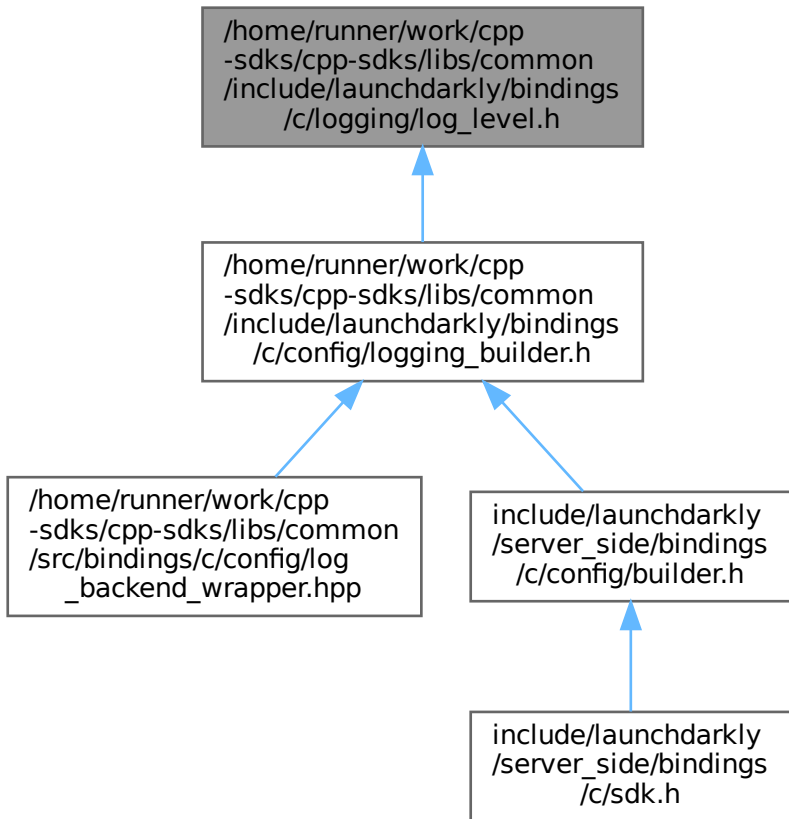 /home/runner/work/cpp
-sdks/cpp-sdks/libs/common
/include/launchdarkly/bindings
/c/logging/log_level.h
/home/runner/work/cpp
-sdks/cpp-sdks/libs/common
/include/launchdarkly/bindings
/c/config/logging_builder.h
/home/runner/work/cpp
-sdks/cpp-sdks/libs/common
/src/bindings/c/config/log
_backend_wrapper.hpp
include/launchdarkly
/server_side/bindings
/c/config/builder.h
include/launchdarkly
/server_side/bindings
/c/sdk.h